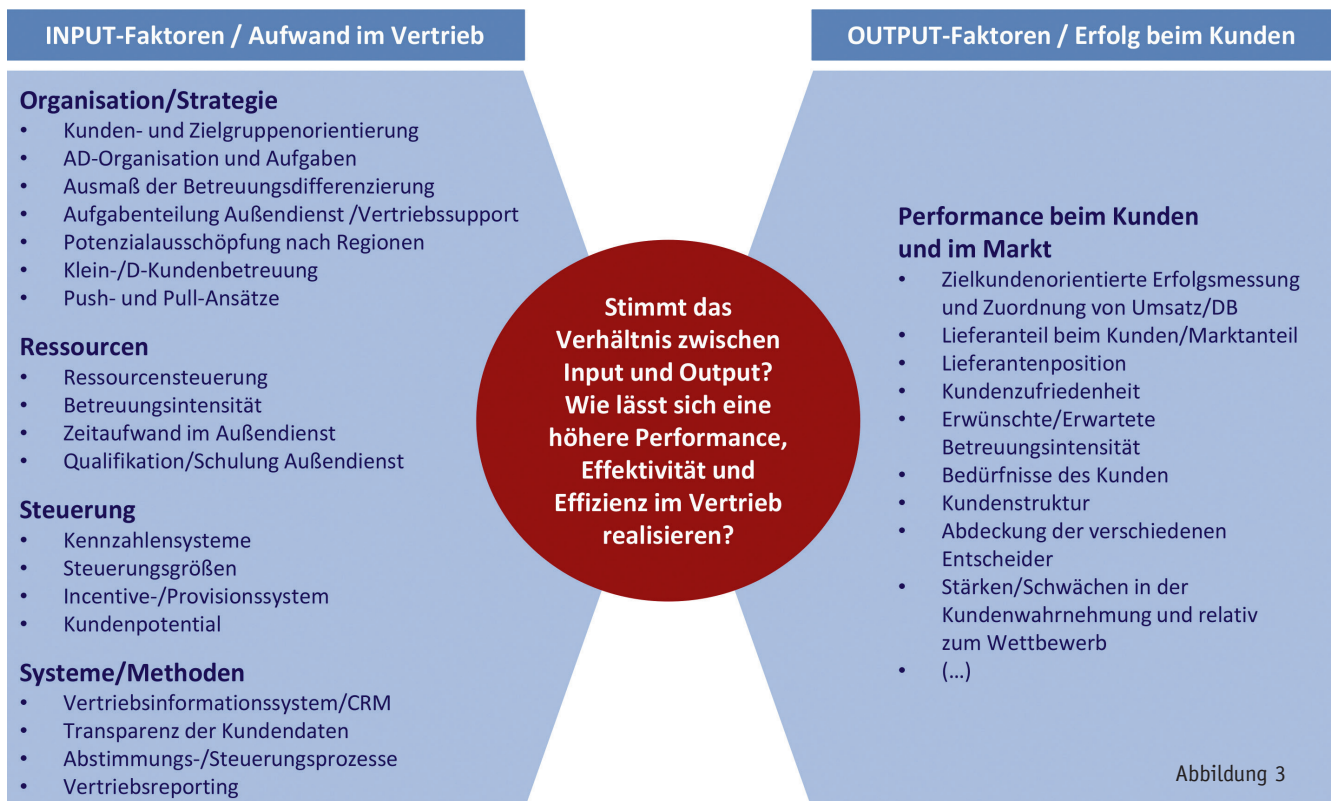 INPUT-Faktoren / Aufwand im Vertrieb
Organisation/Strategie
• Kunden- und Zielgruppenorientierung
• AD-Organisation und Aufgaben
• Ausmaß der Betreuungsdifferenzierung
• Aufgabenteilung Außendienst /Vertriebssupport
• Potenzialausschöpfung nach Regionen
• Klein-/D-Kundenbetreuung
• Push- und Pull-Ansätze
Ressourcen
• Ressourcensteuerung
• Betreuungsintensität
• Zeitaufwand im Außendienst
• Qualifikation/Schulung Außendienst
Steuerung
• Kennzahlensysteme
• Steuerungsgrößen
• Incentive-/Provisionssystem
• Kundenpotential
Systeme/Methoden
• Vertriebsinformationssystem/CRM
• Transparenz der Kundendaten
• Abstimmungs-/Steuerungsprozesse
• Vertriebsreporting
Stimmt das
Verhältnis zwischen
Input und Output?
Wie lässt sich eine
höhere Performance,
Effektivität und
Effizienz im Vertrieb
realisieren?
OUTPUT-Faktoren / Erfolg beim Kunden
Performance beim Kunden
und im Markt
• Zielkundenorientierte Erfolgsmessung
und Zuordnung von Umsatz/DB
• Lieferanteil beim Kunden/Marktanteil
• Lieferantenposition
• Kundenzufriedenheit
• Erwünschte/Erwartete
Betreuungsintensität
• Bedürfnisse des Kunden
• Kundenstruktur
• Abdeckung der verschiedenen
Entscheider
• Stärken/Schwächen in der
Kundenwahrnehmung und relativ
zum Wettbewerb
• (...)
Abbildung 3